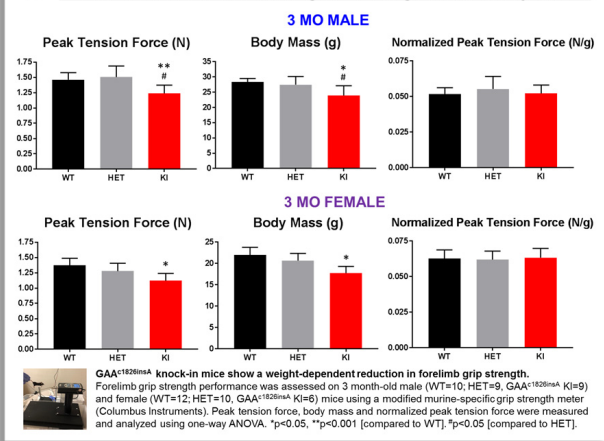 3 MO MALE
Peak Tension Force (N)
Body Mass (g)
Normalized Peak Tension Force (N/g)
1.75
1.50
1.25
1.00
0.75
0.50
0.25
0.00
**
#
WT
HET
KI
35
30
25
20
15
10
5
0
*
#
WT
HET
KI
0.075
0.050
0.025
0.000
WT
HET
KI
3 MO FEMALE
Peak Tension Force (N)
Body Mass (g)
Normalized Peak Tension Force (N/g)
1.75
1.50
1.25
1.00
0.75
0.50
0.25
0.00
*
WT
HET
KI
25
20
15
10
5
0
*
WT
HET
KI
0.075
0.050
0.025
0.000
WT
HET
KI
GAAᶜ¹⁸²⁶ⁱⁿˢᴬ knock-in mice show a weight-dependent reduction in forelimb grip strength.
Forelimb grip strength performance was assessed on 3 month-old male (WT=10; HET=9, GAAᶜ¹⁸²⁶ⁱⁿˢᴬ KI=9)
and female (WT=12; HET=10, GAAᶜ¹⁸²⁶ⁱⁿˢᴬ KI=6) mice using a modified murine-specific grip strength meter
(Columbus Instruments). Peak tension force, body mass and normalized peak tension force were measured
and analyzed using one-way ANOVA. *p<0.05, **p<0.001 [compared to WT]. #p<0.05 [compared to HET].